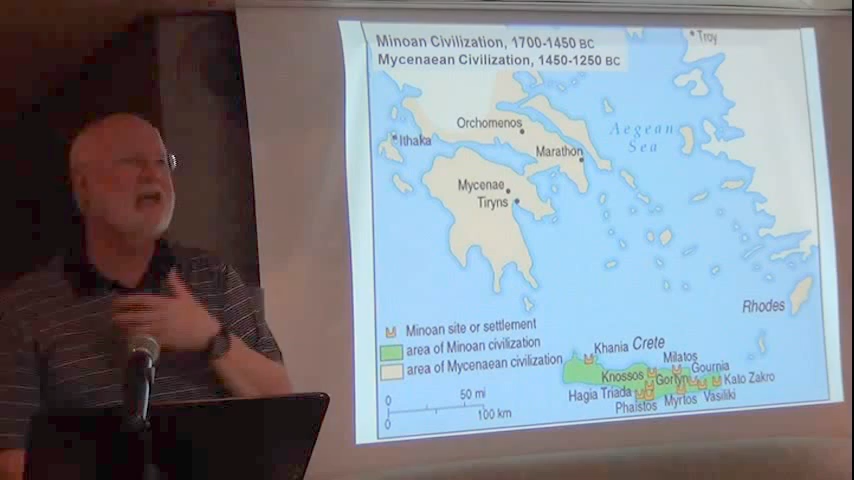 Minoan Civilization, 1700-1450 BC
Mycenaean Civilization, 1450-1250 BC
Troy
Orchomenos
Aegean
Sea
Ithaka
Marathon
Mycenae
Tiryns
Rhodes
Minoan site or settlement
area of Minoan civilization
area of Mycenaean civilization
Khania
Crete
Milatos
Gournia
Knossos
Gortyn
Kato Zakro
Hagia Triada
Myrtos
Vasiliki
Phaistos
0
50 mi
0
100 km